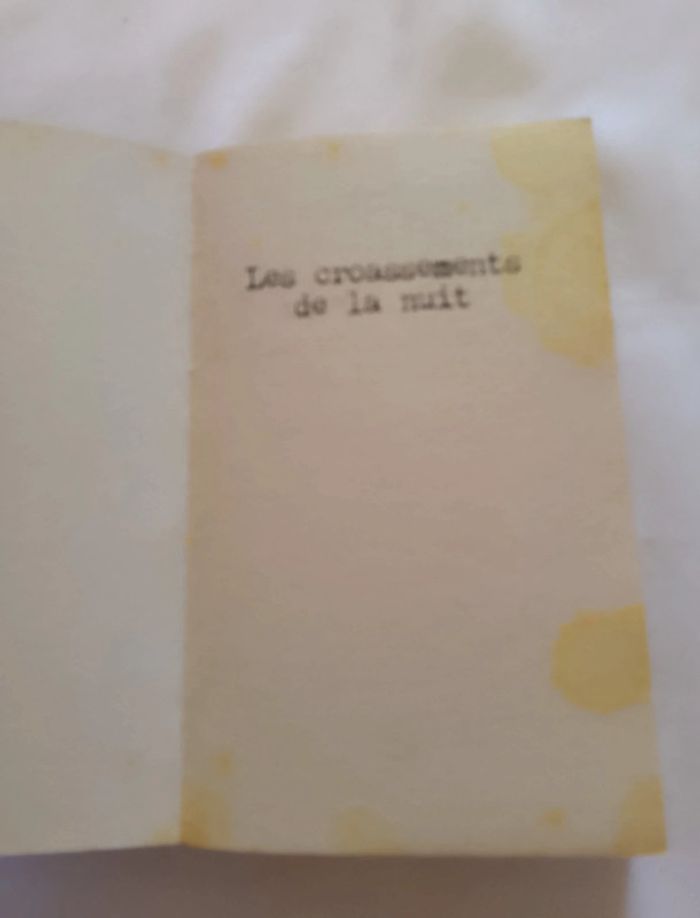 Les croassements
de la nuit